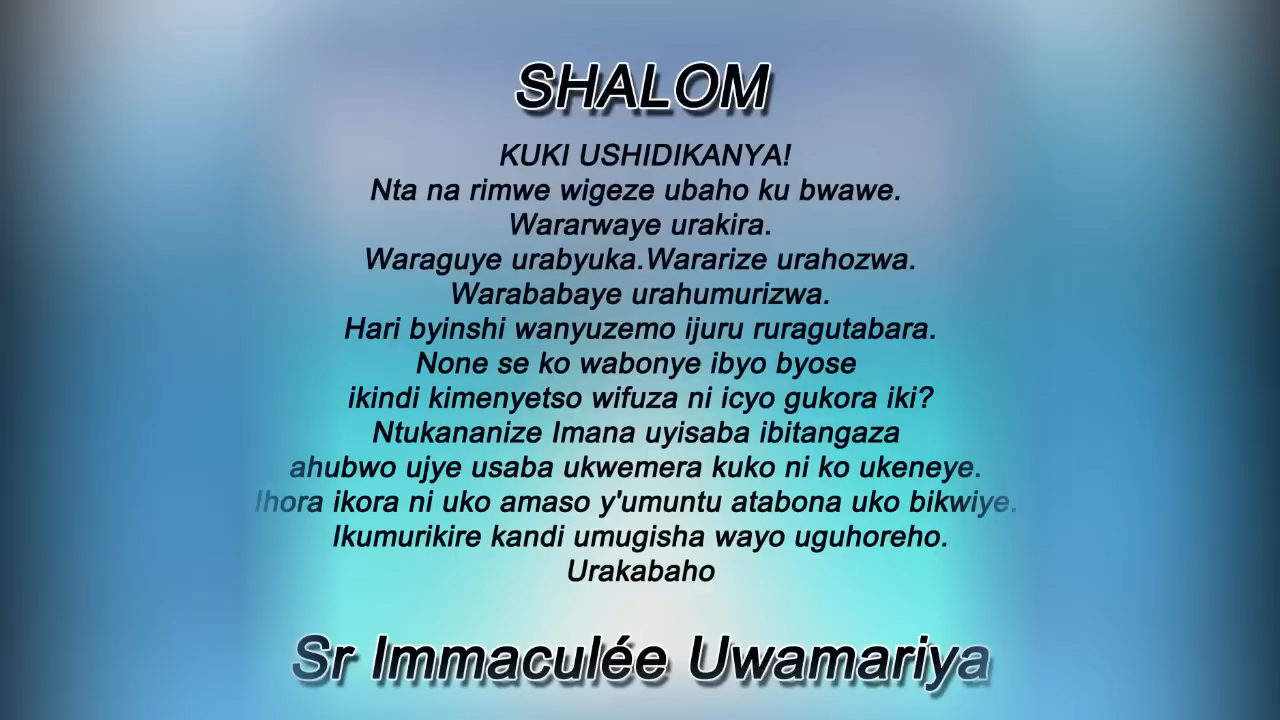 SHALOM
KUKI USHIDIKANYA!
Nta na rimwe wigeze ubaho ku bwawe.
Wararwaye urakira.
Waraguye urabyuka.Wararize urahozwa.
Warababaye urahumurizwa.
Hari byinshi wanyuzemo ijuru ruragutabara.
None se ko wabonye ibyo byose
ikindi kimenyetso wifuza ni icyo gukora iki?
Ntukananize Imana uyisaba ibitangaza
ahubwo ujye usaba ukwemera kuko ni ko ukeneye.
Ihora ikora ni uko amaso y'umuntu atabona uko bikwiye.
Ikumurikire kandi umugisha wayo uguhoreho.
Urakabaho
Sr Immaculée Uwamariya